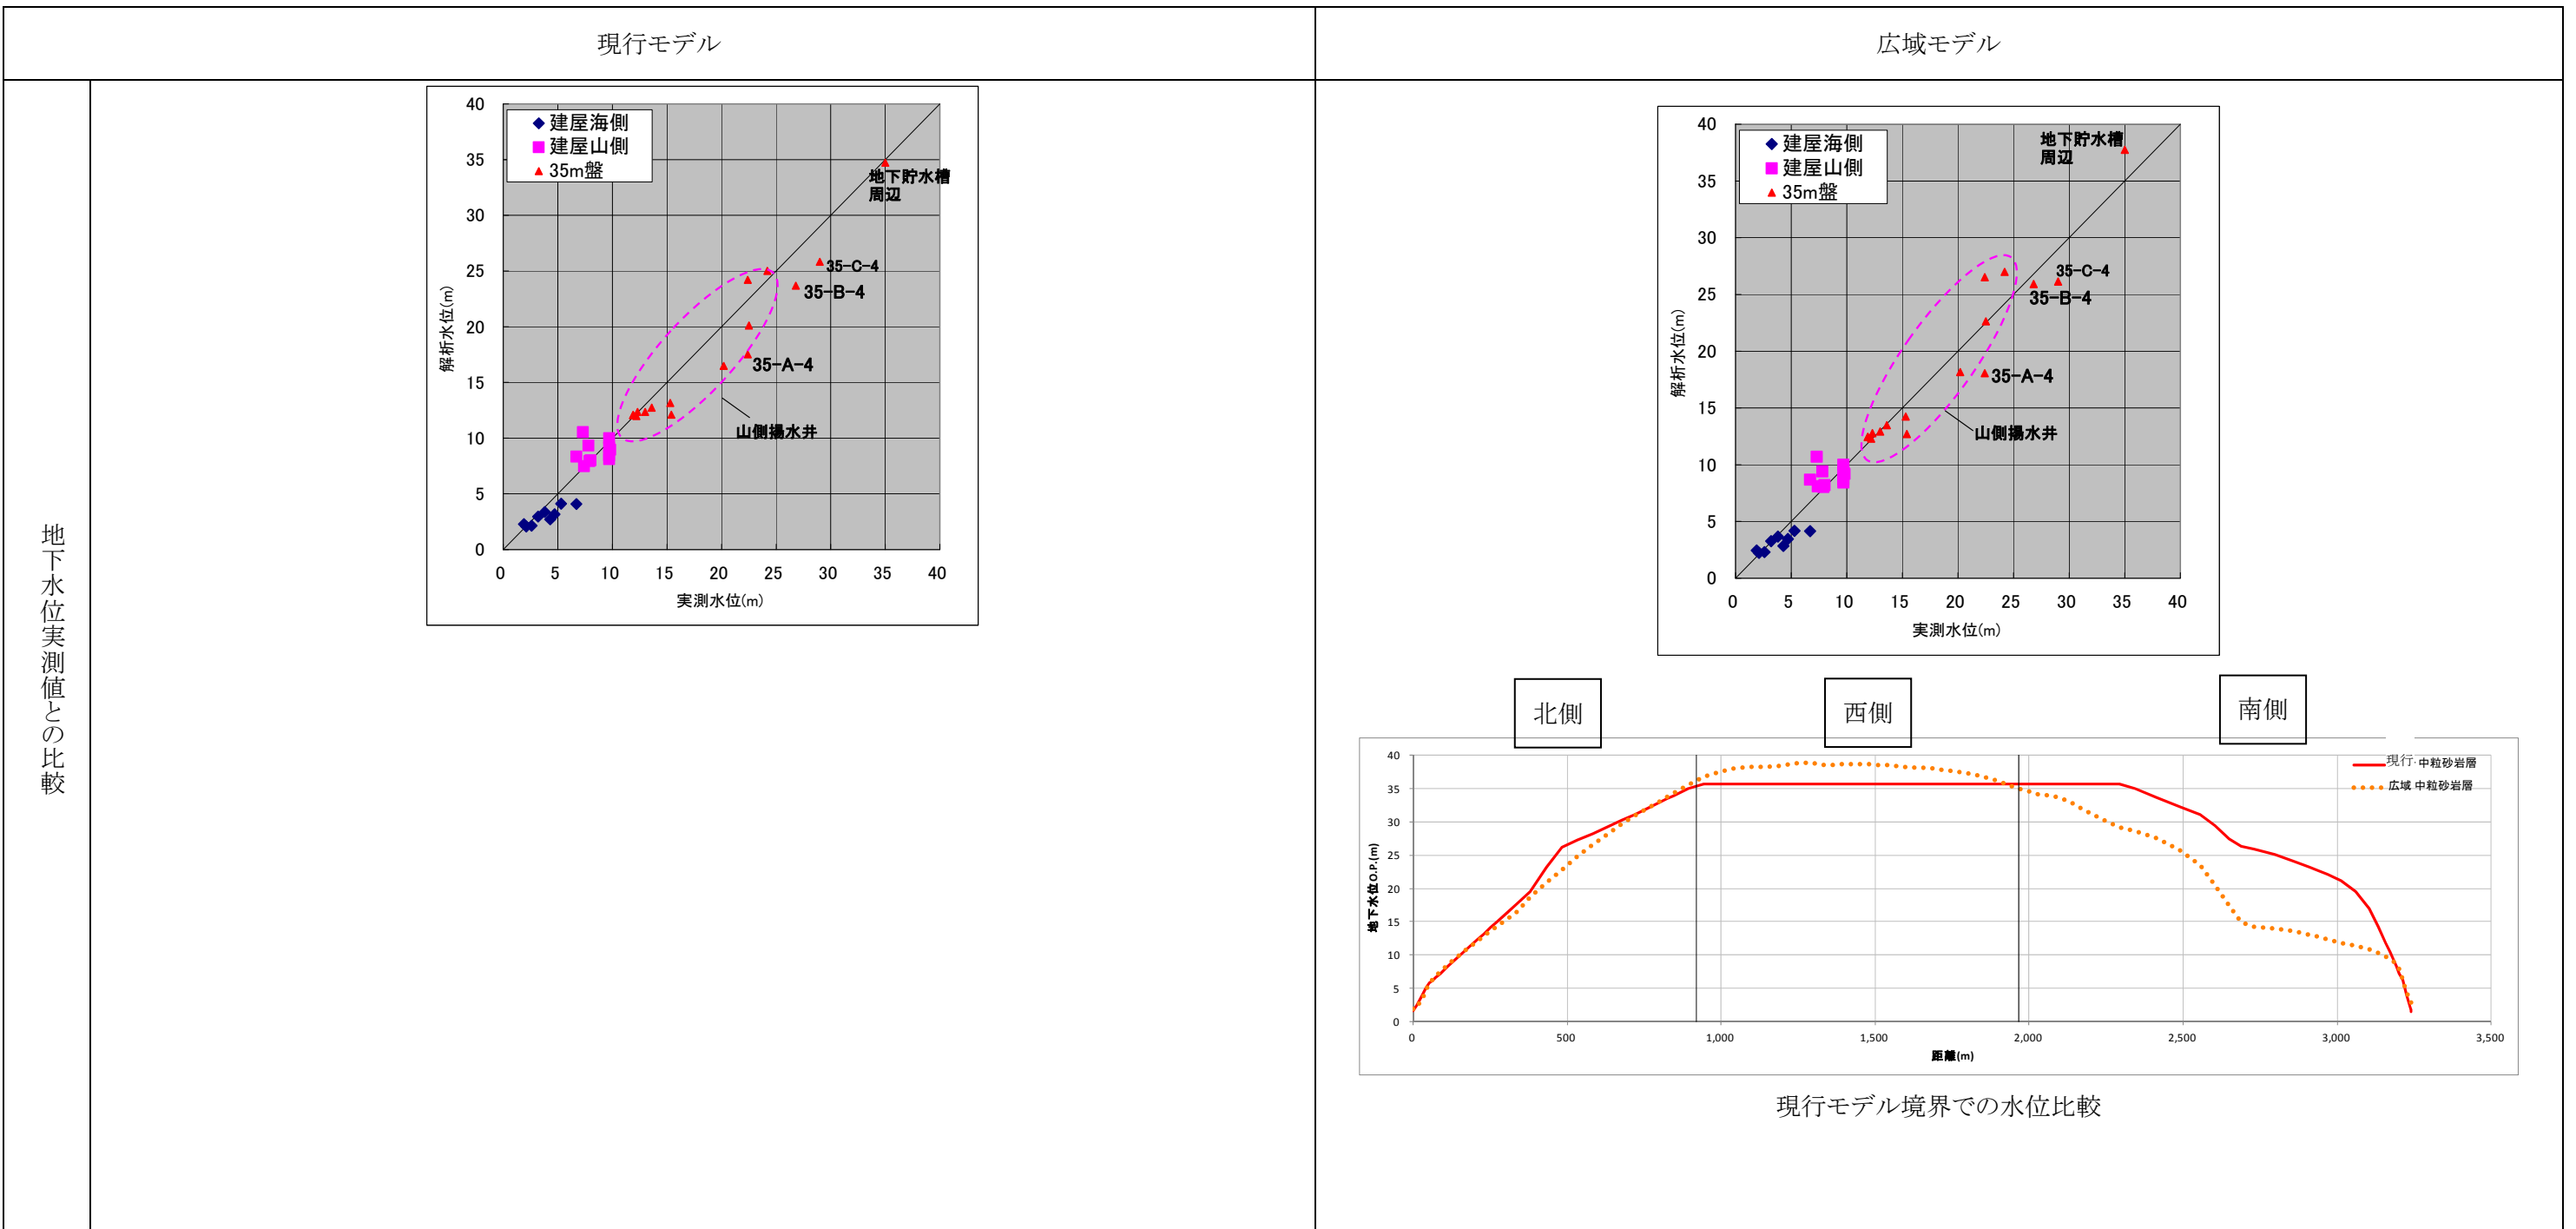 現行モデル
広域モデル
地下水位実測値との比較
40
35
30
25
20
15
10
5
0
解析水位(m)
建屋海側
建屋山側
35m盤
地下貯水槽
周辺
35-C-4
35-B-4
35-A-4
山側揚水井
0 5 10 15 20 25 30 35 40
実測水位(m)
40
35
30
25
20
15
10
5
0
解析水位(m)
建屋海側
建屋山側
35m盤
地下貯水槽
周辺
35-C-4
35-B-4
35-A-4
山側揚水井
0 5 10 15 20 25 30 35 40
実測水位(m)
北側
西側
南側
40
35
30
25
20
15
10
5
0
地下水位O.P.(m)
現行 中粒砂岩層
広域 中粒砂岩層
0 500 1,000 1,500 2,000 2,500 3,000 3,500
距離(m)
現行モデル境界での水位比較